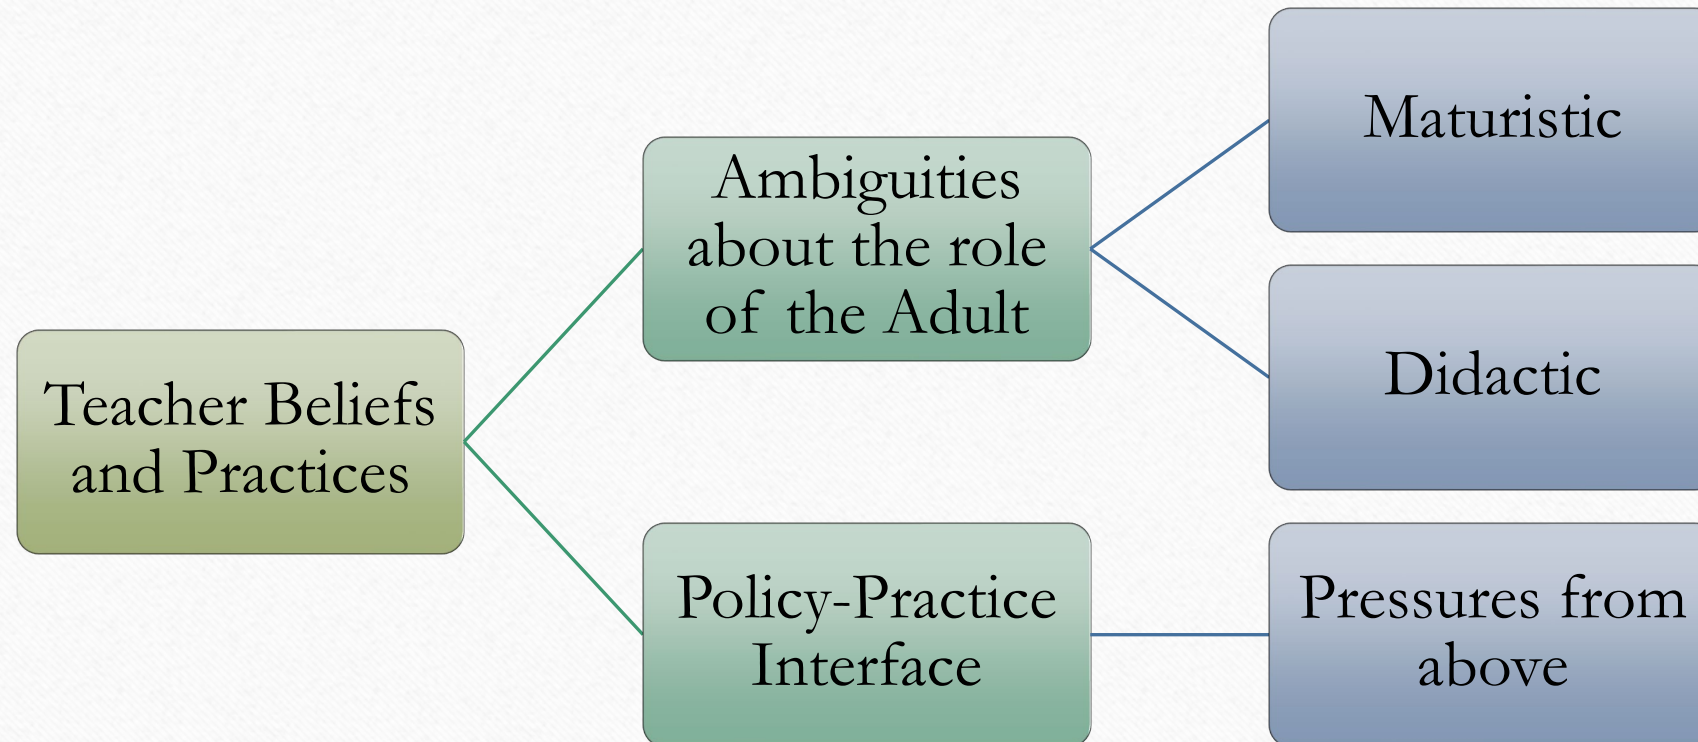 Teacher Beliefs
and Practices
Ambiguities
about the role
of the Adult
Maturistic
Didactic
Policy-Practice
Interface
Pressures from
above